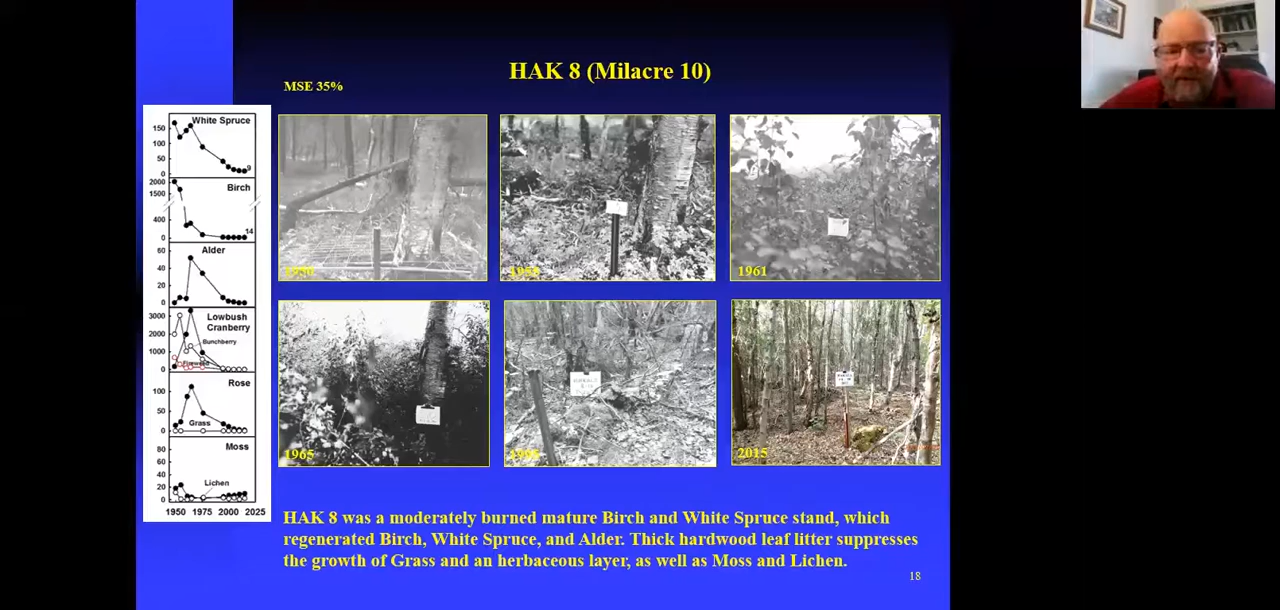 HAK 8 (Milacre 10)
MSE 35%
White Spruce
150
100
50
0
9
Birch
2000
1500
400
0
14
Alder
60
40
20
0
Lowbush
Cranberry
3000
2000
1000
0
Bunchberry
Rose
100
50
0
Grass
Moss
80
60
40
20
0
Lichen
1950 1975 2000 2025
1950
1961
1965
2015
HAK 8 was a moderately burned mature Birch and White Spruce stand, which
regenerated Birch, White Spruce, and Alder. Thick hardwood leaf litter suppresses
the growth of Grass and an herbaceous layer, as well as Moss and Lichen.
18